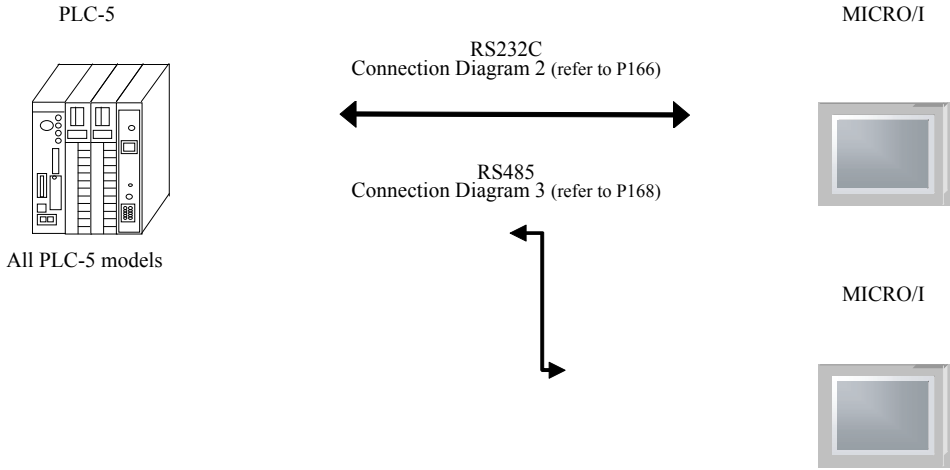 PLC-5
MICRO/I
RS232C
Connection Diagram 2 (refer to P166)
RS485
Connection Diagram 3 (refer to P168)
All PLC-5 models
MICRO/I